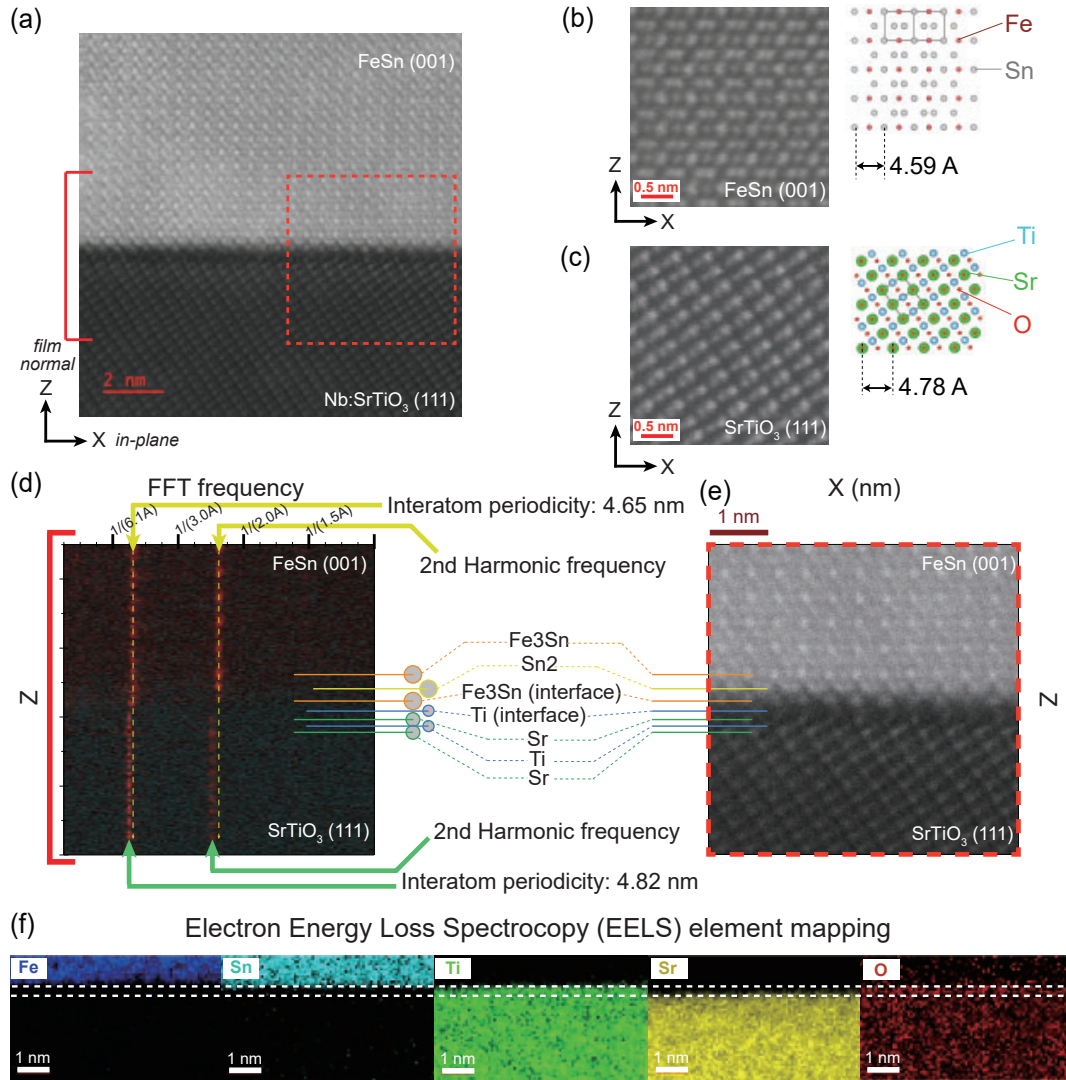 (a)
FeSn (001)
film
normal
Z
X in-plane
2 nm
Nb:SrTiO3 (111)
(b)
Z
X
0.5 nm
FeSn (001)
Fe
Sn
4.59 A
(c)
Z
X
0.5 nm
SrTiO3 (111)
Ti
Sr
O
4.78 A
(d)
FFT frequency
Interatom periodicity: 4.65 nm
1/(6.1A)
1/(3.0A)
1/(2.0A)
1/(1.5A)
2nd Harmonic frequency
FeSn (001)
Z
SrTiO3 (111)
Fe3Sn
Sn2
Fe3Sn (interface)
Ti (interface)
Sr
Ti
Sr
2nd Harmonic frequency
Interatom periodicity: 4.82 nm
(e)
X (nm)
1 nm
FeSn (001)
Z
SrTiO3 (111)
(f)
Electron Energy Loss Spectrocopy (EELS) element mapping
Fe
Sn
Ti
Sr
O
1 nm
1 nm
1 nm
1 nm
1 nm